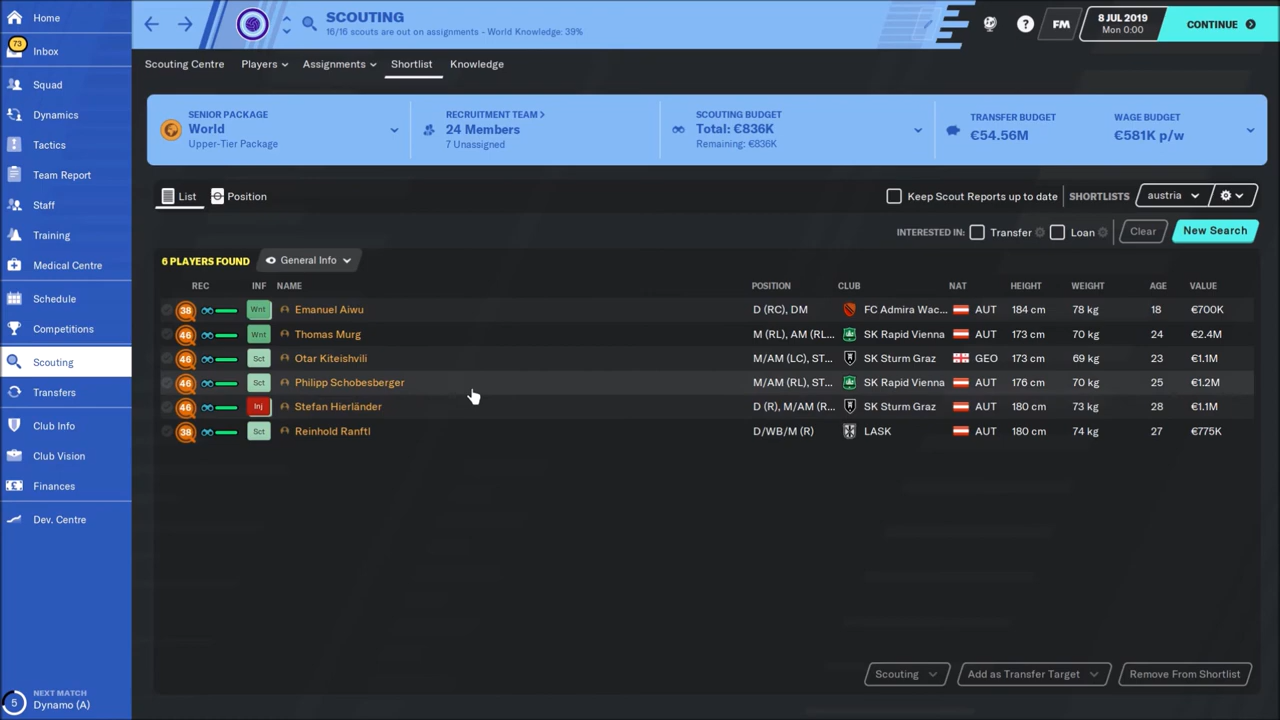 Home
73
Inbox
Squad
Dynamics
Tactics
Team Report
Staff
Training
Medical Centre
Schedule
Competitions
Scouting
Transfers
Club Info
Club Vision
Finances
Dev. Centre
5
NEXT MATCH
Dynamo (A)
SCOUTING
16/16 scouts are out on assignments - World Knowledge: 39%
?
FM
8 JUL 2019
Mon 0:00
CONTINUE
Scouting Centre Players Assignments Shortlist Knowledge
SENIOR PACKAGE
World
Upper-Tier Package
RECRUITMENT TEAM >
24 Members
7 Unassigned
SCOUTING BUDGET
Total: €836K
Remaining: €836K
TRANSFER BUDGET
€54.56M
WAGE BUDGET
€581K p/w
List Position
Keep Scout Reports up to date SHORTLISTS austria
INTERESTED IN: Transfer Loan Clear New Search
6 PLAYERS FOUND General Info
REC INF NAME POSITION CLUB NAT HEIGHT WEIGHT AGE VALUE
38 Wnt Emanuel Aiwu D (RC), DM FC Admira Wac... AUT 184 cm 78 kg 18 €700K
46 Wnt Thomas Murg M (RL), AM (RL... SK Rapid Vienna AUT 173 cm 70 kg 24 €2.4M
46 Sct Otar Kiteishvili M/AM (LC), ST... SK Sturm Graz GEO 173 cm 69 kg 23 €1.1M
46 Sct Philipp Schobesberger M/AM (RL), ST... SK Rapid Vienna AUT 176 cm 70 kg 25 €1.2M
46 Inj Stefan Hierländer D (R), M/AM (R... SK Sturm Graz AUT 180 cm 73 kg 28 €1.1M
38 Sct Reinhold Ranftl D/WB/M (R) LASK AUT 180 cm 74 kg 27 €775K
Scouting Add as Transfer Target Remove From Shortlist